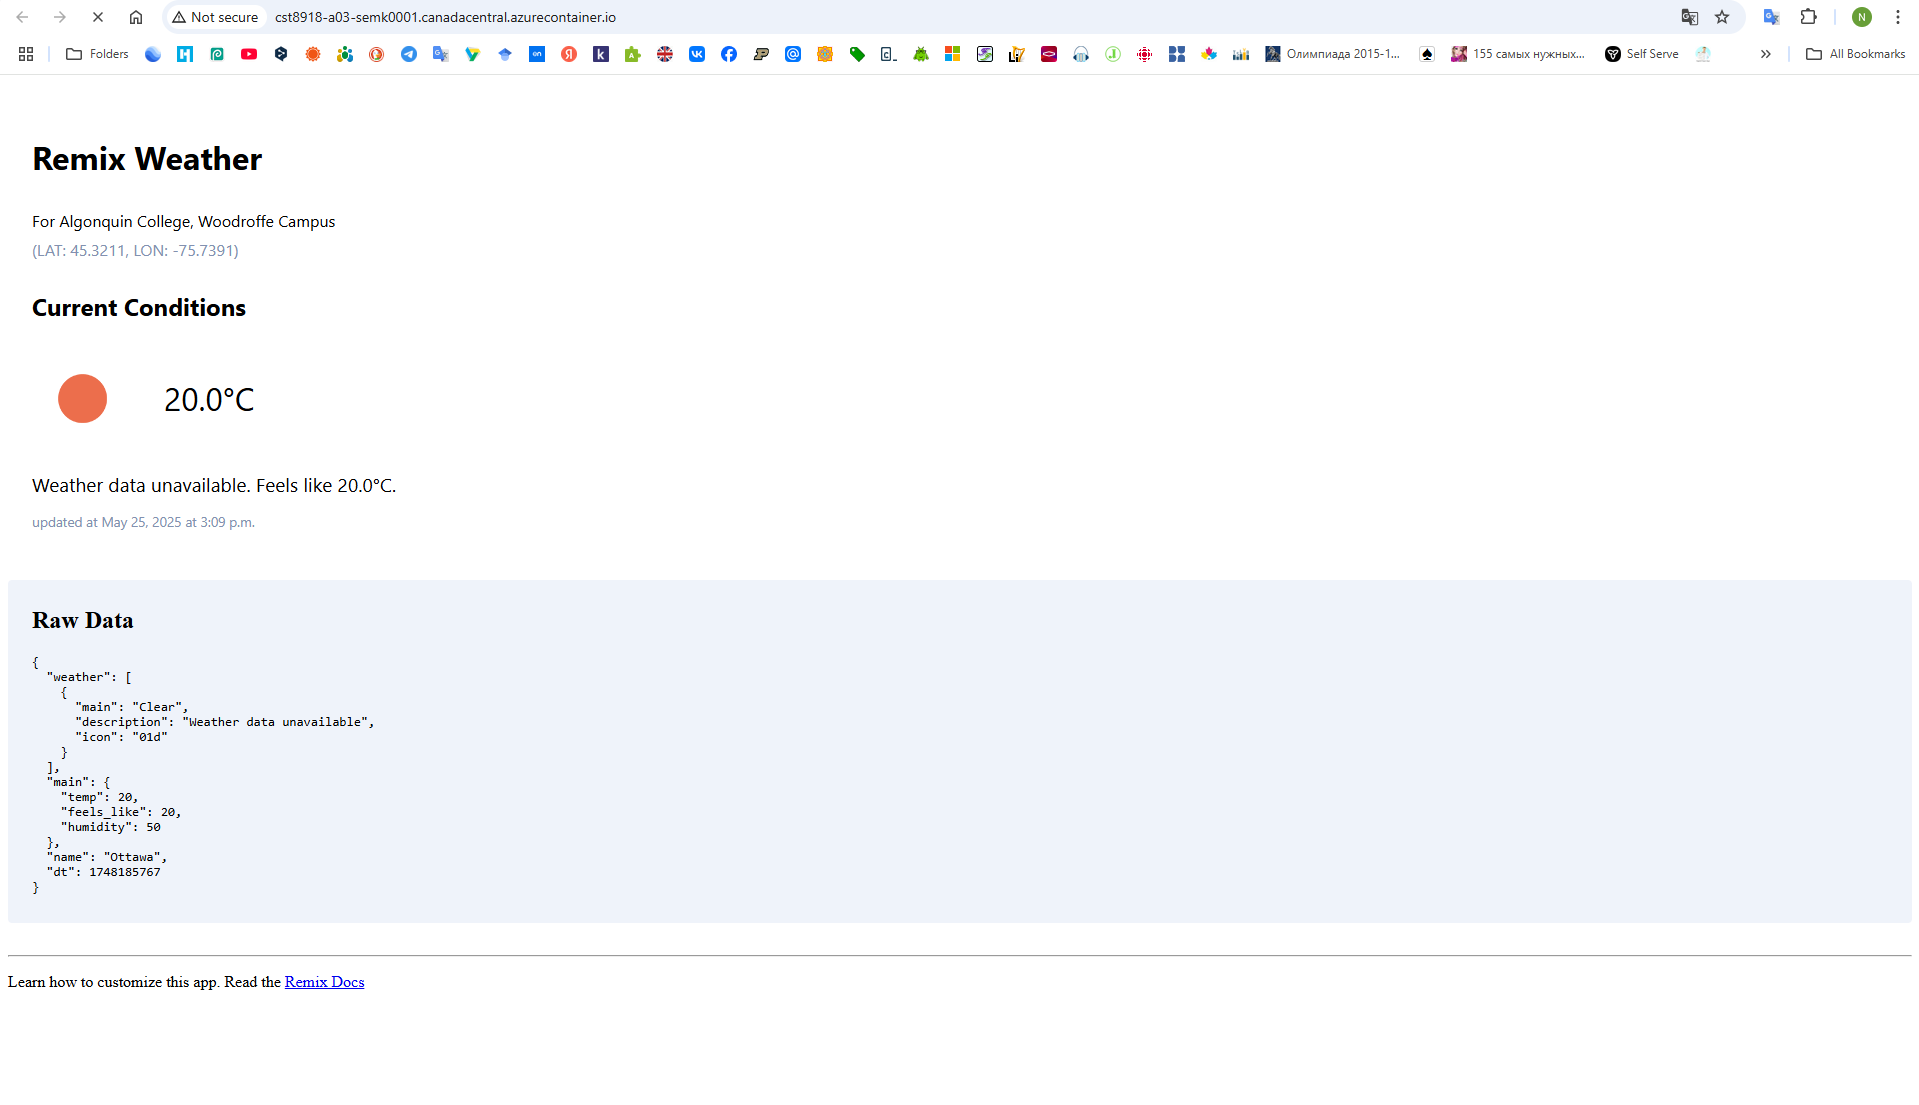 Not secure cst8918-a03-semk0001.canadacentral.azurecontainer.io N
Folders on Я k A C_ J Олимпиада 2015-1... 155 самых нужных... Self Serve » All Bookmarks
Remix Weather
For Algonquin College, Woodroffe Campus
(LAT: 45.3211, LON: -75.7391)
Current Conditions
20.0°C
Weather data unavailable. Feels like 20.0°C.
updated at May 25, 2025 at 3:09 p.m.
Raw Data
{
  "weather": [
    {
      "main": "Clear",
      "description": "Weather data unavailable",
      "icon": "01d"
    }
  ],
  "main": {
    "temp": 20,
    "feels_like": 20,
    "humidity": 50
  },
  "name": "Ottawa",
  "dt": 1748185767
}
Learn how to customize this app. Read the Remix Docs